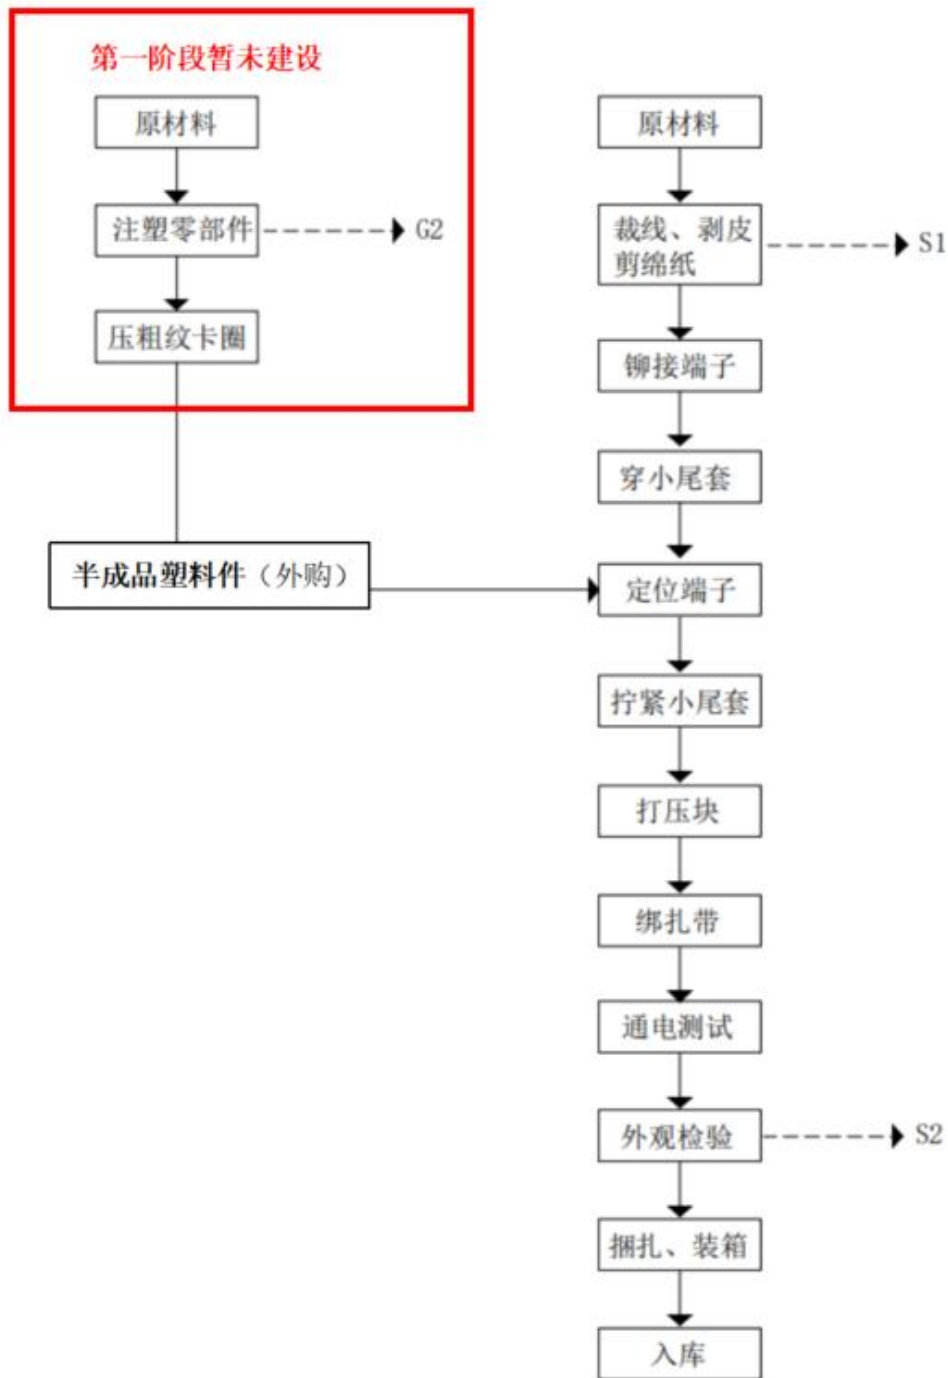 第一阶段暂未建设
原材料
注塑零部件
G2
压粗纹卡圈
半成品塑料件（外购）
原材料
裁线、剥皮
剪绵纸
S1
铆接端子
穿小尾套
定位端子
拧紧小尾套
打压块
绑扎带
通电测试
外观检验
S2
捆扎、装箱
入库